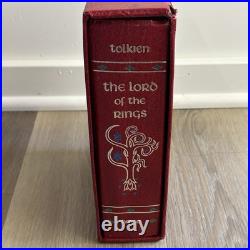 tolkien
the lord
of the
rings